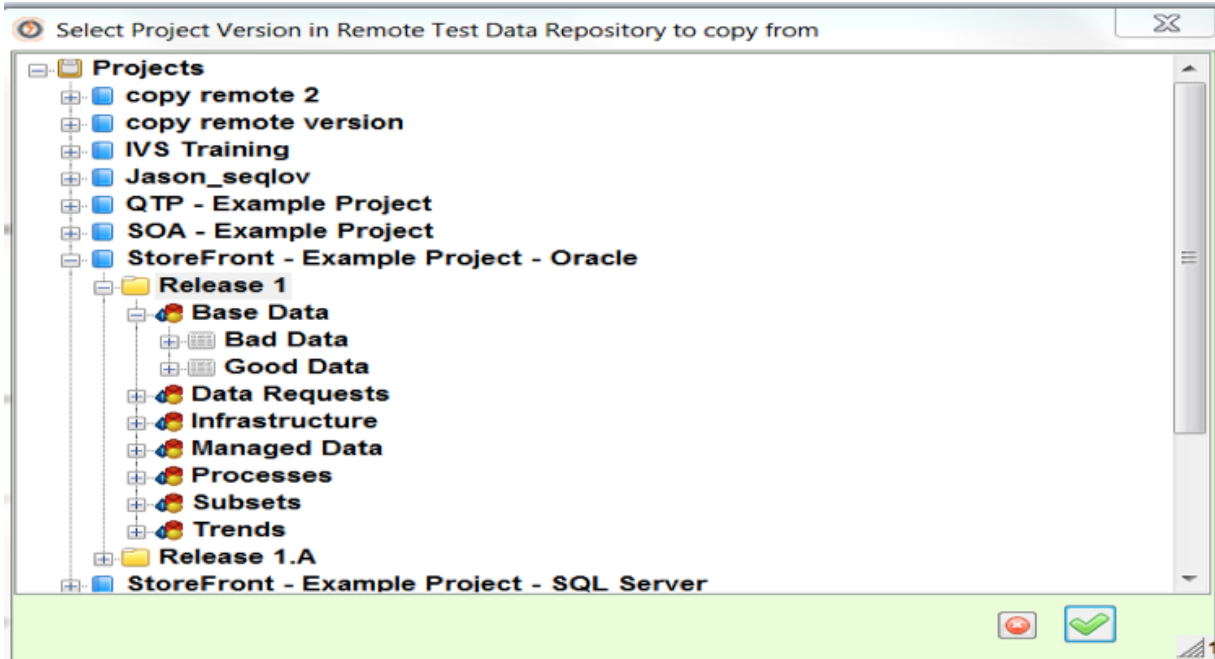 Select Project Version in Remote Test Data Repository to copy from
Projects
copy remote 2
copy remote version
IVS Training
Jason_seqlov
QTP - Example Project
SOA - Example Project
StoreFront - Example Project - Oracle
Release 1
Base Data
Bad Data
Good Data
Data Requests
Infrastructure
Managed Data
Processes
Subsets
Trends
Release 1.A
StoreFront - Example Project - SQL Server